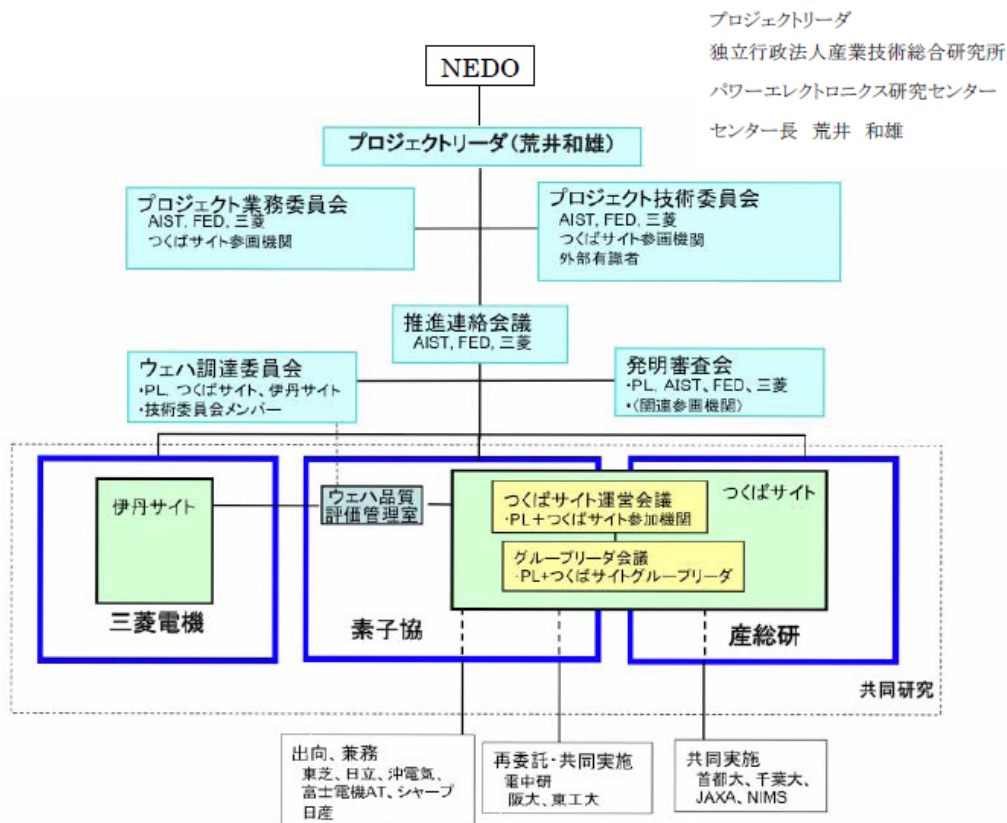 プロジェクトリーダ
独立行政法人産業技術総合研究所
パワーエレクトロニクス研究センター
センター長 荒井 和雄
NEDO
プロジェクトリーダ(荒井和雄)
プロジェクト業務委員会
AIST, FED, 三菱
つくばサイト参画機関
プロジェクト技術委員会
AIST, FED, 三菱
つくばサイト参画機関
外部有識者
推進連絡会議
AIST, FED, 三菱
ウェハ調達委員会
・PL, つくばサイト、伊丹サイト
・技術委員会メンバー
発明審査会
・PL, AIST、FED、三菱
・(関連参画機関)
伊丹サイト
三菱電機
ウェハ品質
評価管理室
素子協
つくばサイト運営会議
・PL+つくばサイト参加機関
グループリーダ会議
・PL+つくばサイトグループリーダ
つくばサイト
産総研
共同研究
出向、兼務
東芝、日立、沖電気、
富士電機AT、シャープ
日産
再委託・共同実施
電中研
阪大、東工大
共同実施
首都大、千葉大、
JAXA、NIMS